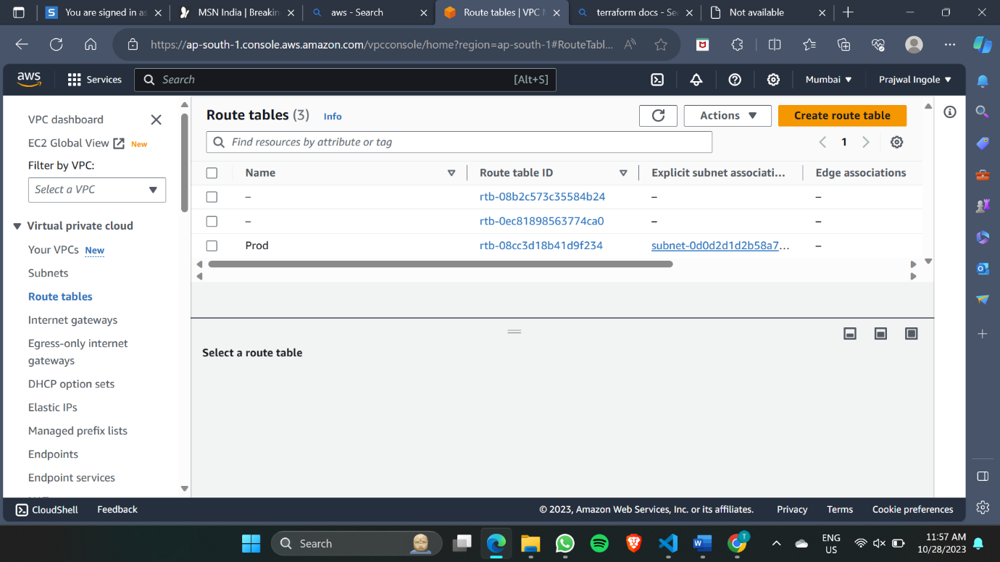 You are signed in as
MSN India | Breakin
aws - Search
Route tables | VPC M
terraform docs - Sea
Not available
https://ap-south-1.console.aws.amazon.com/vpcconsole/home?region=ap-south-1#RouteTabl...
aws
Services
Search
[Alt+S]
Mumbai
Prajwal Ingole
VPC dashboard
EC2 Global View New
Filter by VPC:
Select a VPC
Virtual private cloud
Your VPCs New
Subnets
Route tables
Internet gateways
Egress-only internet
gateways
DHCP option sets
Elastic IPs
Managed prefix lists
Endpoints
Endpoint services
Route tables (3) Info
Actions
Create route table
Find resources by attribute or tag
1
Name Route table ID Explicit subnet associati... Edge associations
– rtb-08b2c573c35584b24 – –
– rtb-0ec81898563774ca0 – –
Prod rtb-08cc3d18b41d9f234 subnet-0d0d2d1d2b58a7... –
Select a route table
CloudShell
Feedback
© 2023, Amazon Web Services, Inc. or its affiliates.
Privacy
Terms
Cookie preferences
Search
ENG
US
11:57 AM
10/28/2023